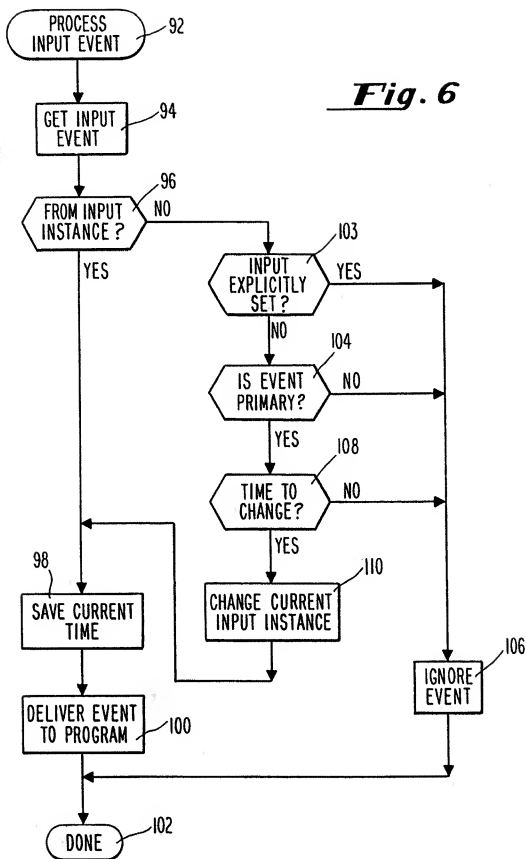 PROCESS
INPUT EVENT
92
Fig. 6
GET INPUT
EVENT
94
FROM INPUT
INSTANCE?
96
NO
YES
INPUT
EXPLICITLY
SET?
103
YES
NO
IS EVENT
PRIMARY?
104
NO
YES
TIME TO
CHANGE?
108
NO
YES
CHANGE CURRENT
INPUT INSTANCE
110
98
SAVE CURRENT
TIME
IGNORE
EVENT
106
DELIVER EVENT
TO PROGRAM
100
DONE
102